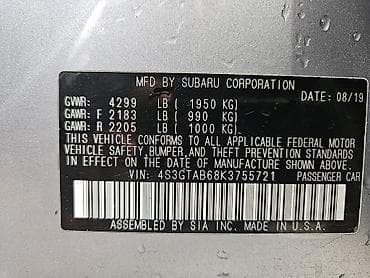 MFD BY SUBARU CORPORATION
DATE: 08/19
GVWR: 4299 LB ( 1950 KG)
GAWR: F 2183 LB ( 990 KG)
GAWR: R 2205 LB ( 1000 KG)
THIS VEHICLE CONFORMS TO ALL APPLICABLE FEDERAL MOTOR
VEHICLE SAFETY, BUMPER, AND THEFT PREVENTION STANDARDS
IN EFFECT ON THE DATE OF MANUFACTURE SHOWN ABOVE.
VIN: 4S3GTAB68K3755721 PASSENGER CAR
ASSEMBLED BY SIA INC. MADE IN U.S.A.